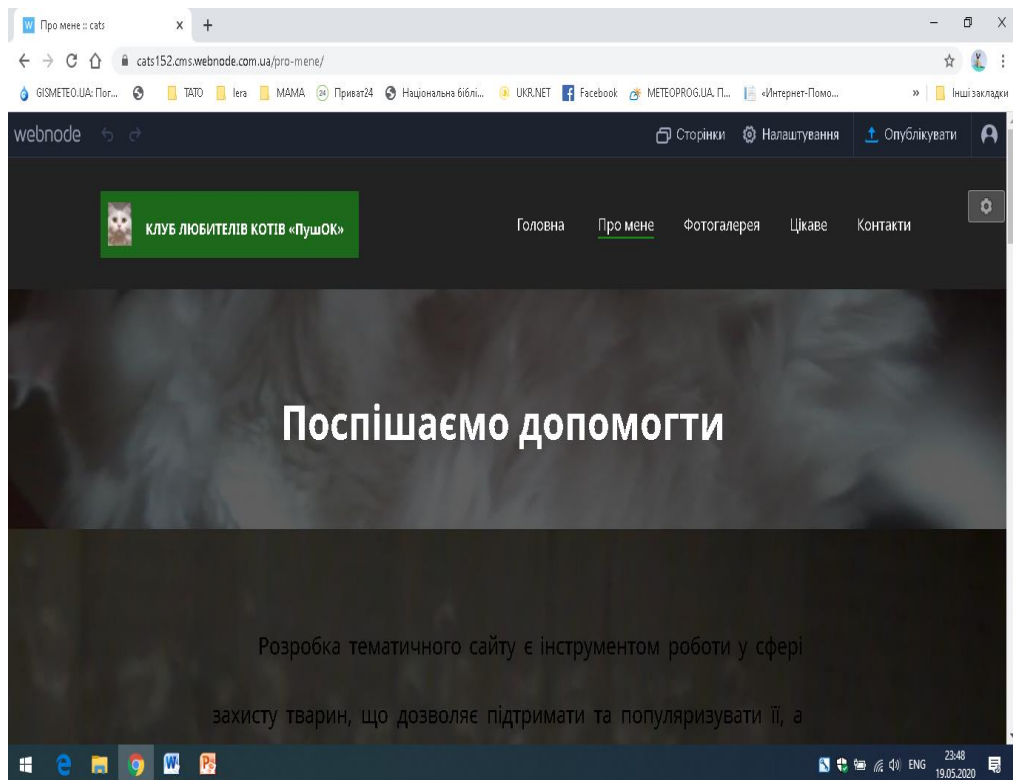 Про мене :: cats
cats152.cms.webnode.com.ua/pro-mene/
GISMETEO.UA: Пог... ТАТО lera МАМА Приват24 Національна біблі... UKR.NET Facebook METEOPROG.UA. П... «Интернет-Помо... » Інші закладки
webnode Сторінки Налаштування Опублікувати
КЛУБ ЛЮБИТЕЛІВ КОТІВ «ПушОК» Головна Про мене Фотогалерея Цікаве Контакти
Поспішаємо допомогти
Розробка тематичного сайту є інструментом роботи у сфері
захисту тварин, що дозволяє підтримати та популяризувати її, а
ENG 23:48
19.05.2020